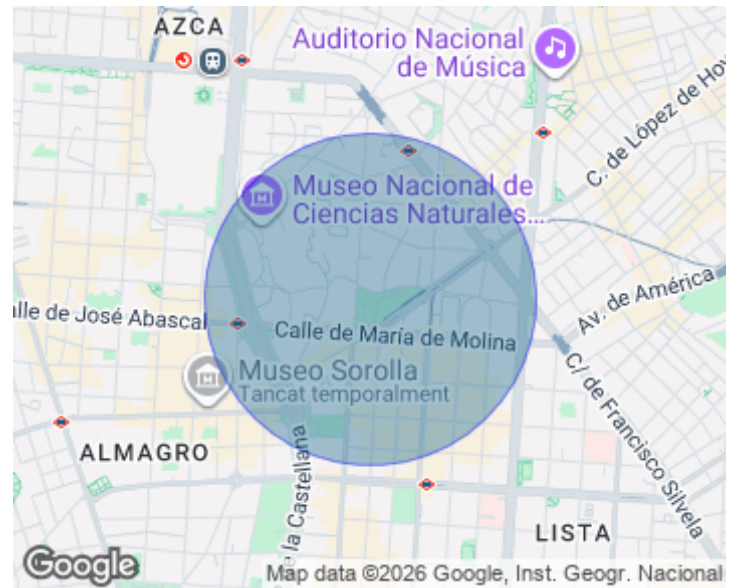 AZCA
Auditorio Nacional
de Música
C. de López de Hoy
Museo Nacional de
Ciencias Naturales...
Av. de América
alle de José Abascal
Calle de María de Molina
Museo Sorolla
Tancat temporalment
C/ de Francisco Silvela
ALMAGRO
e la Castellana
LISTA
Google
Map data ©2026 Google, Inst. Geogr. Nacional